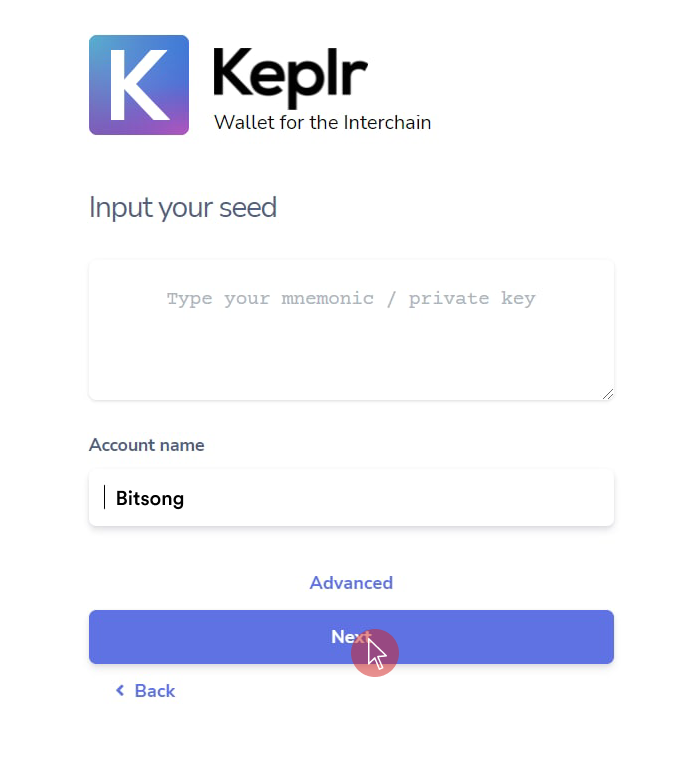 K
Keplr
Wallet for the Interchain
Input your seed
Type your mnemonic / private key
Account name
Bitsong
Advanced
Next
Back